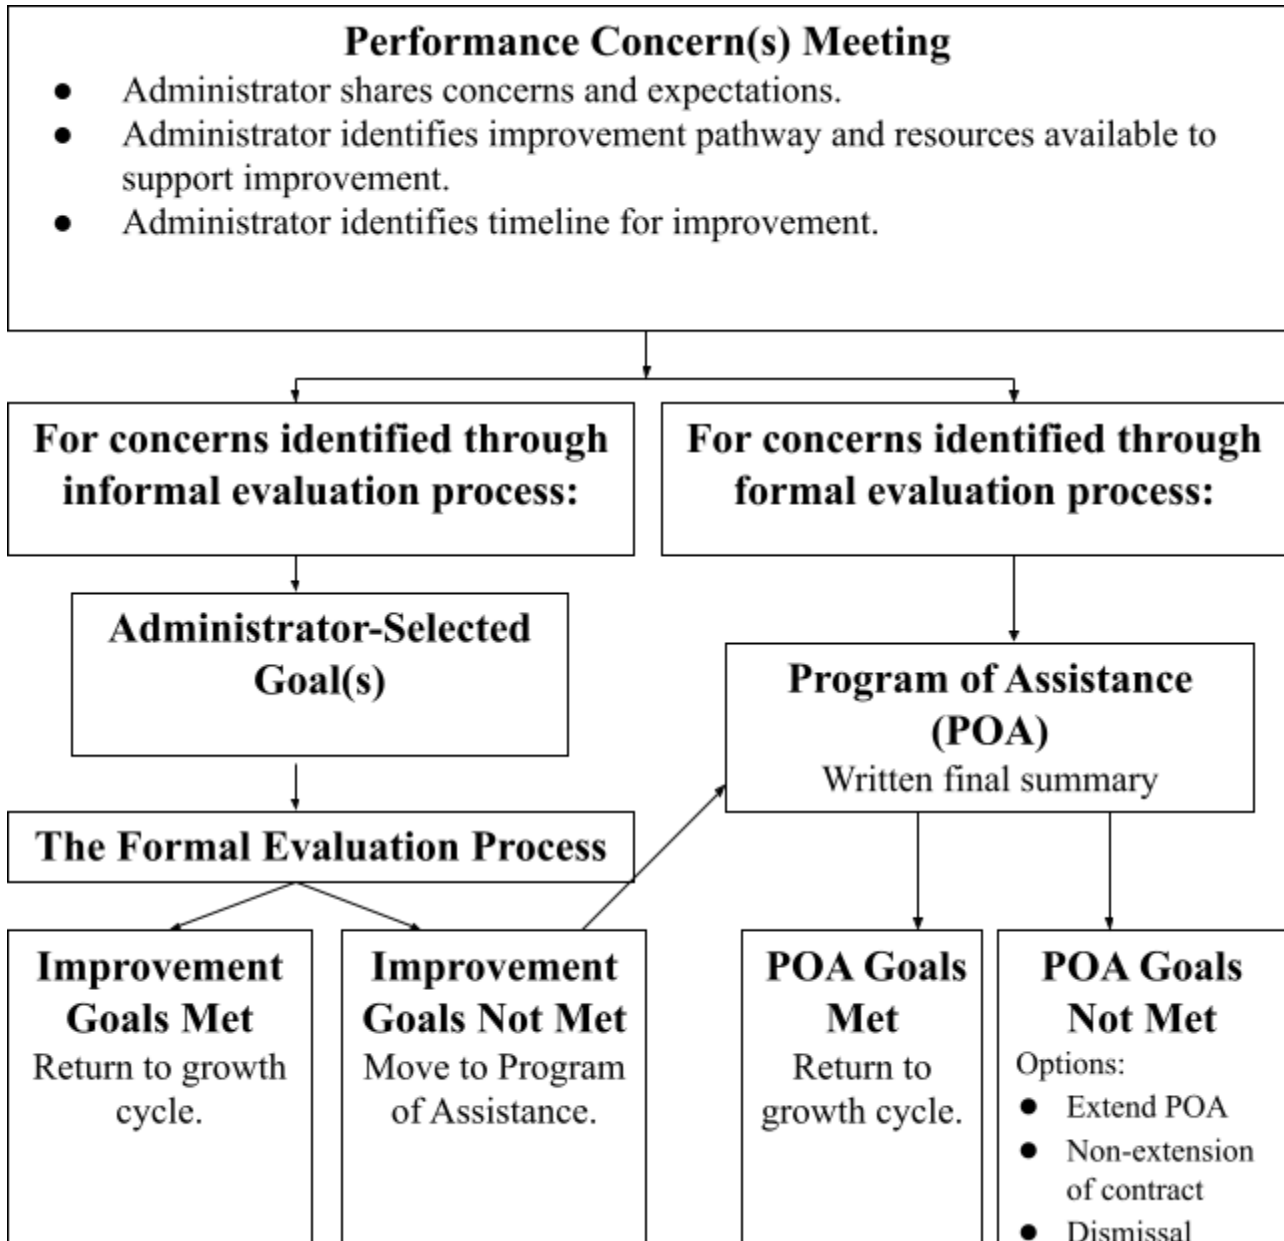 Performance Concern(s) Meeting
● Administrator shares concerns and expectations.
● Administrator identifies improvement pathway and resources available to
support improvement.
● Administrator identifies timeline for improvement.
For concerns identified through
informal evaluation process:
For concerns identified through
formal evaluation process:
Administrator-Selected
Goal(s)
Program of Assistance
(POA)
Written final summary
The Formal Evaluation Process
Improvement
Goals Met
Return to growth
cycle.
Improvement
Goals Not Met
Move to Program
of Assistance.
POA Goals
Met
Return to
growth cycle.
POA Goals
Not Met
Options:
● Extend POA
● Non-extension
of contract
● Dismissal